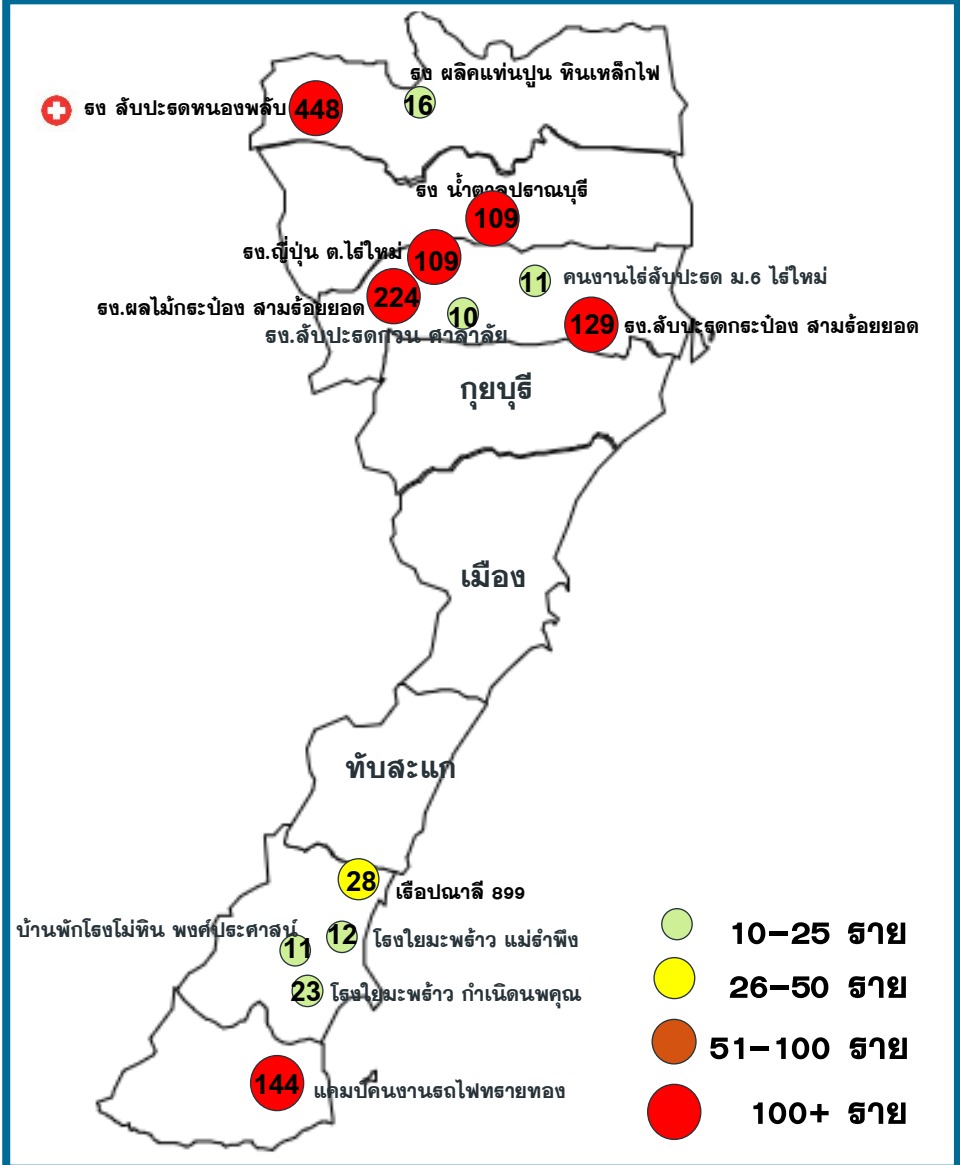 รง ผลิตแท่นปูน หินเหล็กไฟ
16
รง สับปะรดหนองพลับ
448
รง น้ำตาลปราณบุรี
109
รง.ญี่ปุ่น ต.ไร่ใหม่
109
11
คนงานไร่สับปะรด ม.6 ไร่ใหม่
รง.ผลไม้กระป๋อง สามร้อยยอด
224
10
129
รง.สับปะรดกระป๋อง สามร้อยยอด
รง.สับปะรดกวน ศาลาลัย
กุยบุรี
เมือง
ทับสะแก
28
เรือปณาลี 899
บ้านพักโรงโม่หิน พงศ์ประศาสน์
11
12
โรงใยมะพร้าว แม่รำพึง
23
โรงใยมะพร้าว กำเนิดนพคุณ
144
แคมป์คนงานรถไฟทรายทอง
10-25 ราย
26-50 ราย
51-100 ราย
100+ ราย